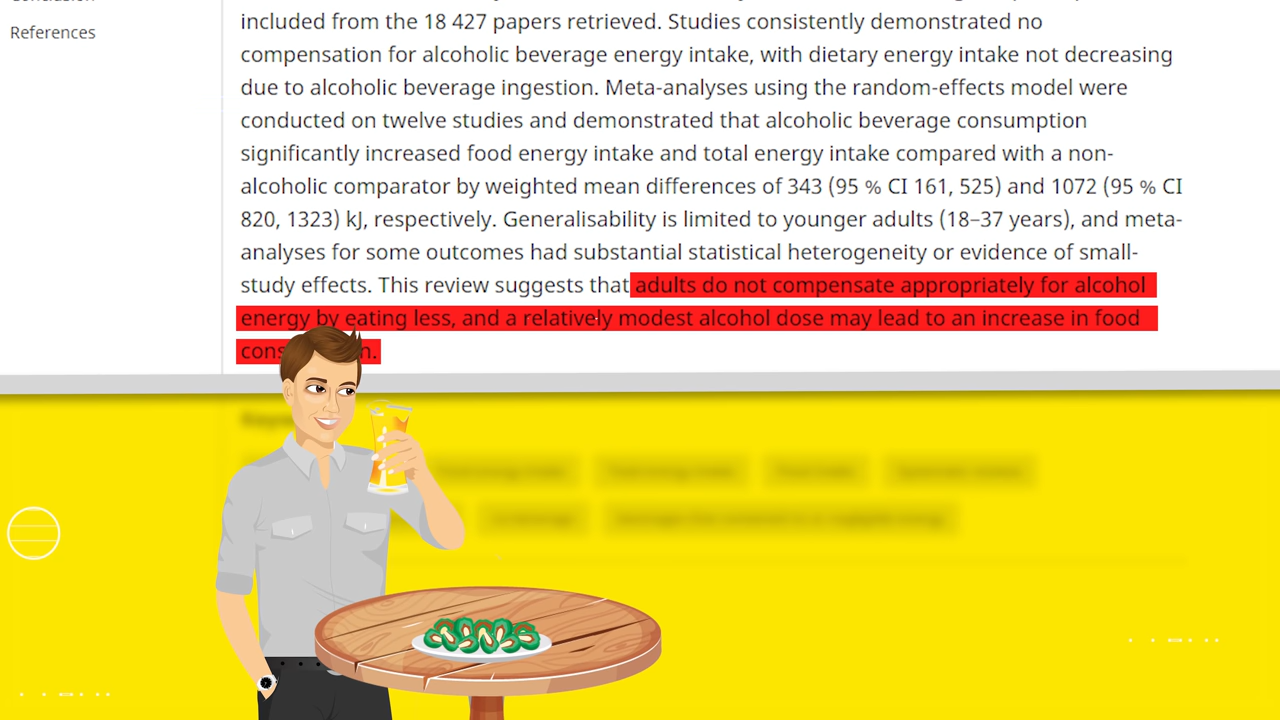 References
included from the 18 427 papers retrieved. Studies consistently demonstrated no
compensation for alcoholic beverage energy intake, with dietary energy intake not decreasing
due to alcoholic beverage ingestion. Meta-analyses using the random-effects model were
conducted on twelve studies and demonstrated that alcoholic beverage consumption
significantly increased food energy intake and total energy intake compared with a non-
alcoholic comparator by weighted mean differences of 343 (95 % CI 161, 525) and 1072 (95 % CI
820, 1323) kJ, respectively. Generalisability is limited to younger adults (18–37 years), and meta-
analyses for some outcomes had substantial statistical heterogeneity or evidence of small-
study effects. This review suggests that adults do not compensate appropriately for alcohol
energy by eating less, and a relatively modest alcohol dose may lead to an increase in food